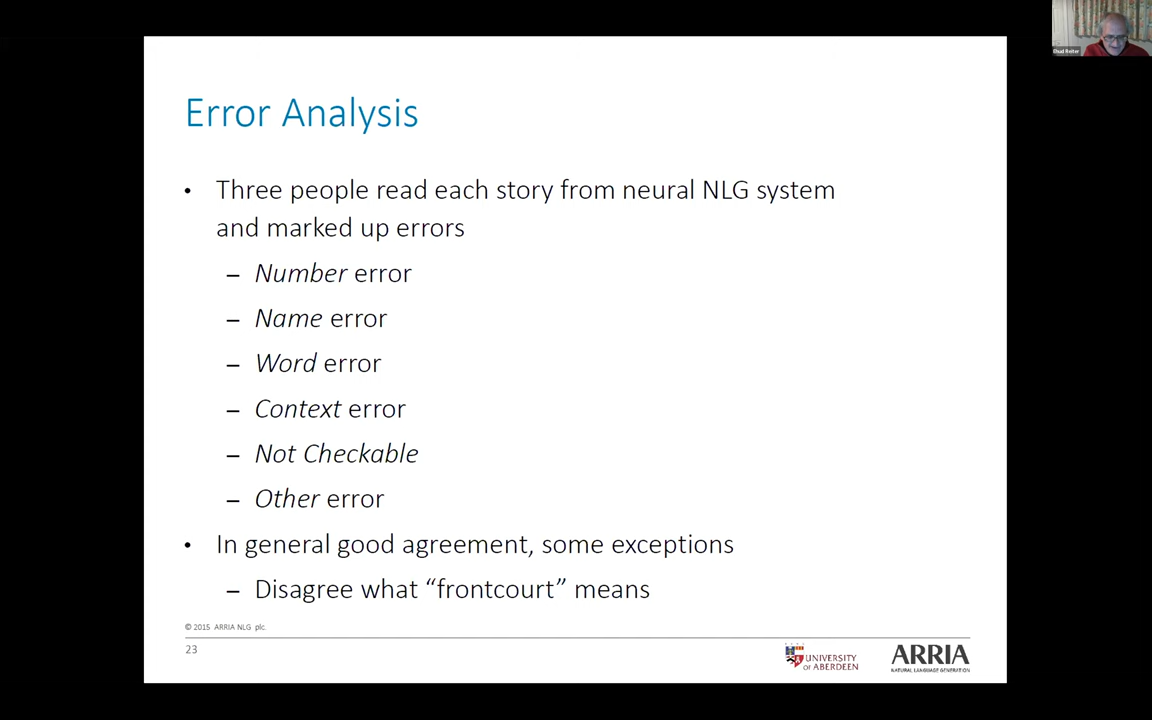 Ehud Reiter
Error Analysis
• Three people read each story from neural NLG system
and marked up errors
– Number error
– Name error
– Word error
– Context error
– Not Checkable
– Other error
• In general good agreement, some exceptions
– Disagree what “frontcourt” means
© 2015 ARRIA NLG plc.
23
UNIVERSITY
OF ABERDEEN
ARRIA
NATURAL LANGUAGE GENERATION